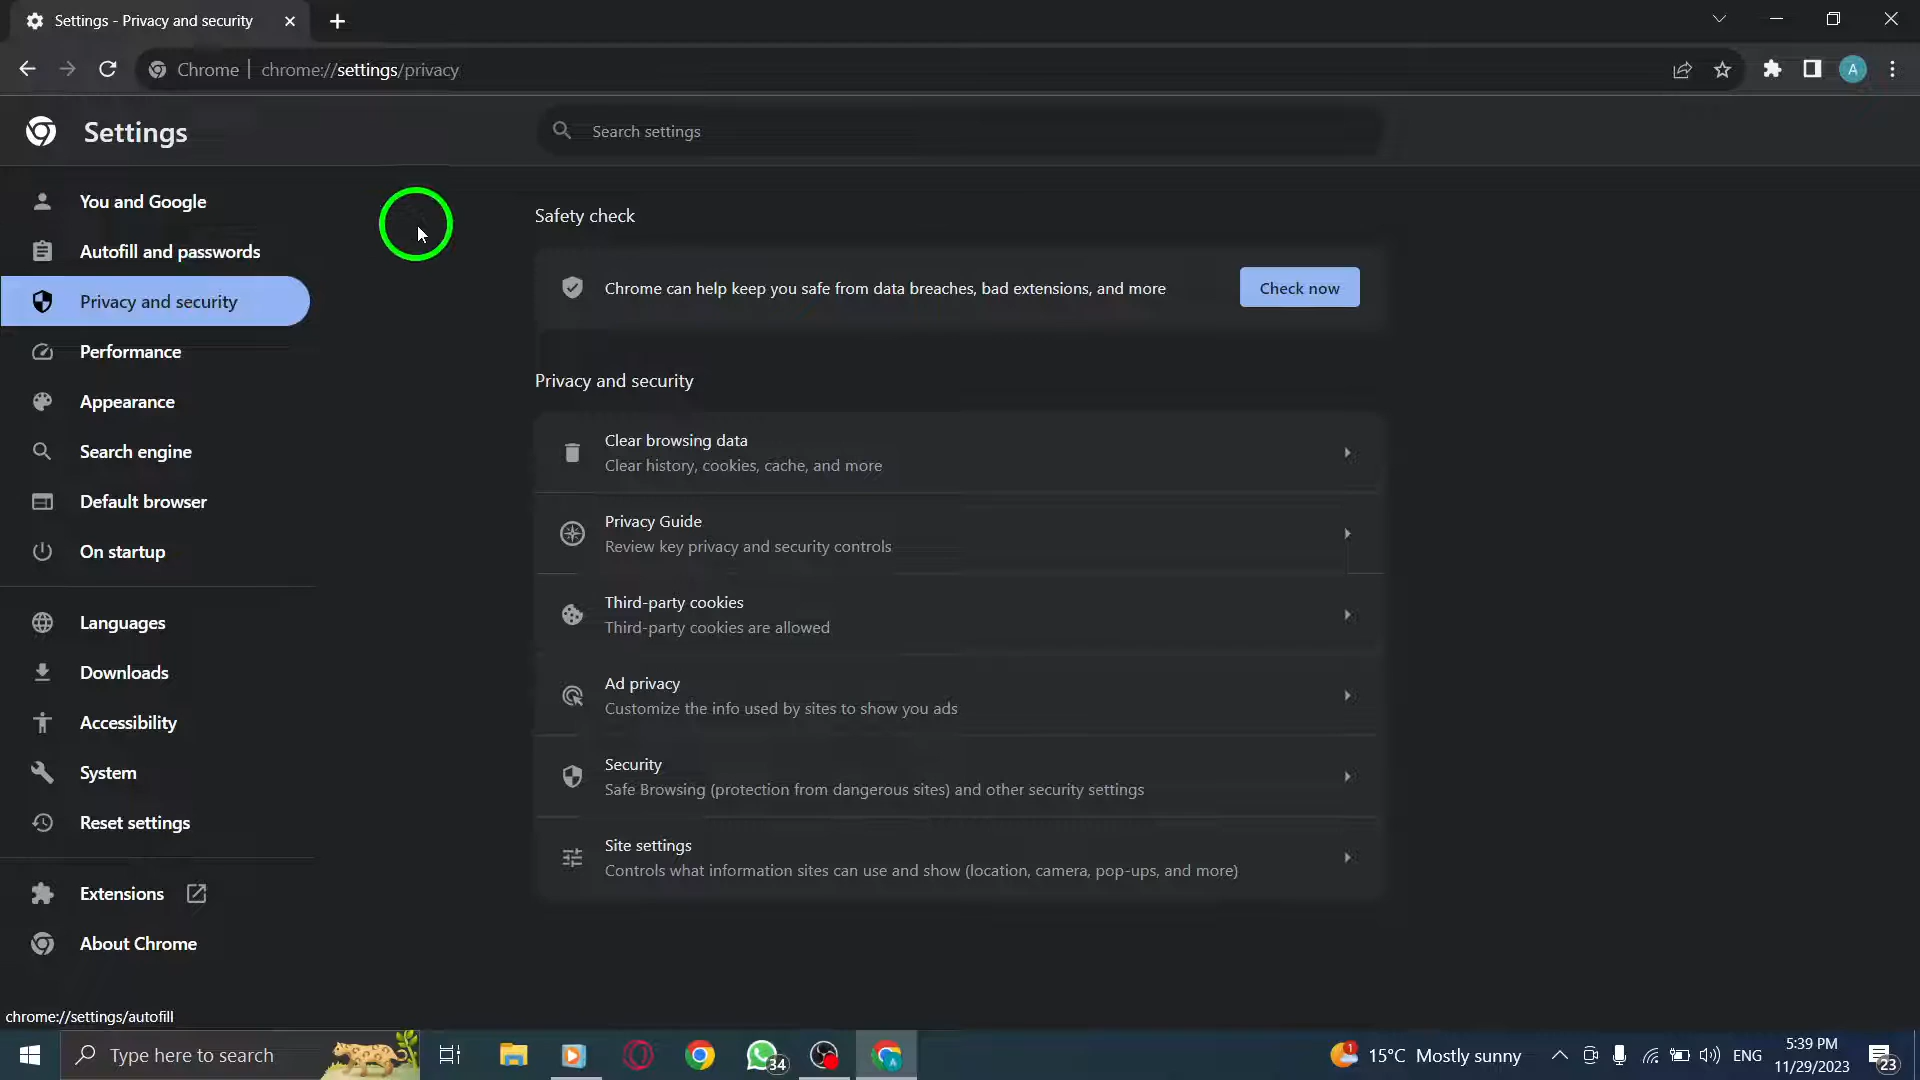 Settings - Privacy and security
Chrome | chrome://settings/privacy
A
Settings
Search settings
You and Google
Autofill and passwords
Privacy and security
Performance
Appearance
Search engine
Default browser
On startup
Languages
Downloads
Accessibility
System
Reset settings
Extensions
About Chrome
Safety check
Chrome can help keep you safe from data breaches, bad extensions, and more
Check now
Privacy and security
Clear browsing data
Clear history, cookies, cache, and more
Privacy Guide
Review key privacy and security controls
Third-party cookies
Third-party cookies are allowed
Ad privacy
Customize the info used by sites to show you ads
Security
Safe Browsing (protection from dangerous sites) and other security settings
Site settings
Controls what information sites can use and show (location, camera, pop-ups, and more)
chrome://settings/autofill
Type here to search
34
A
1
15°C Mostly sunny
ENG
5:39 PM
11/29/2023
23